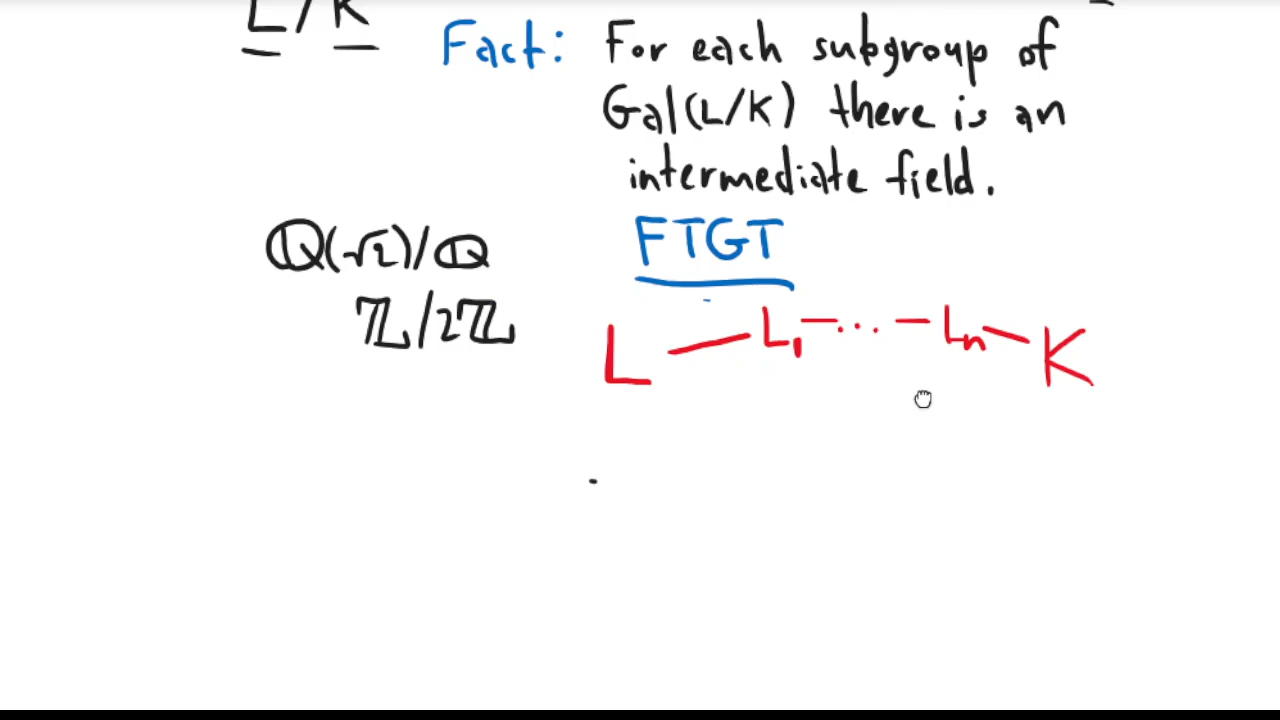 L/K
Fact: For each subgroup of
Gal(L/K) there is an
intermediate field.
ℚ(√2)/ℚ
FTGT
ℤ/2ℤ
L — L₁ — ... — Lₙ — K